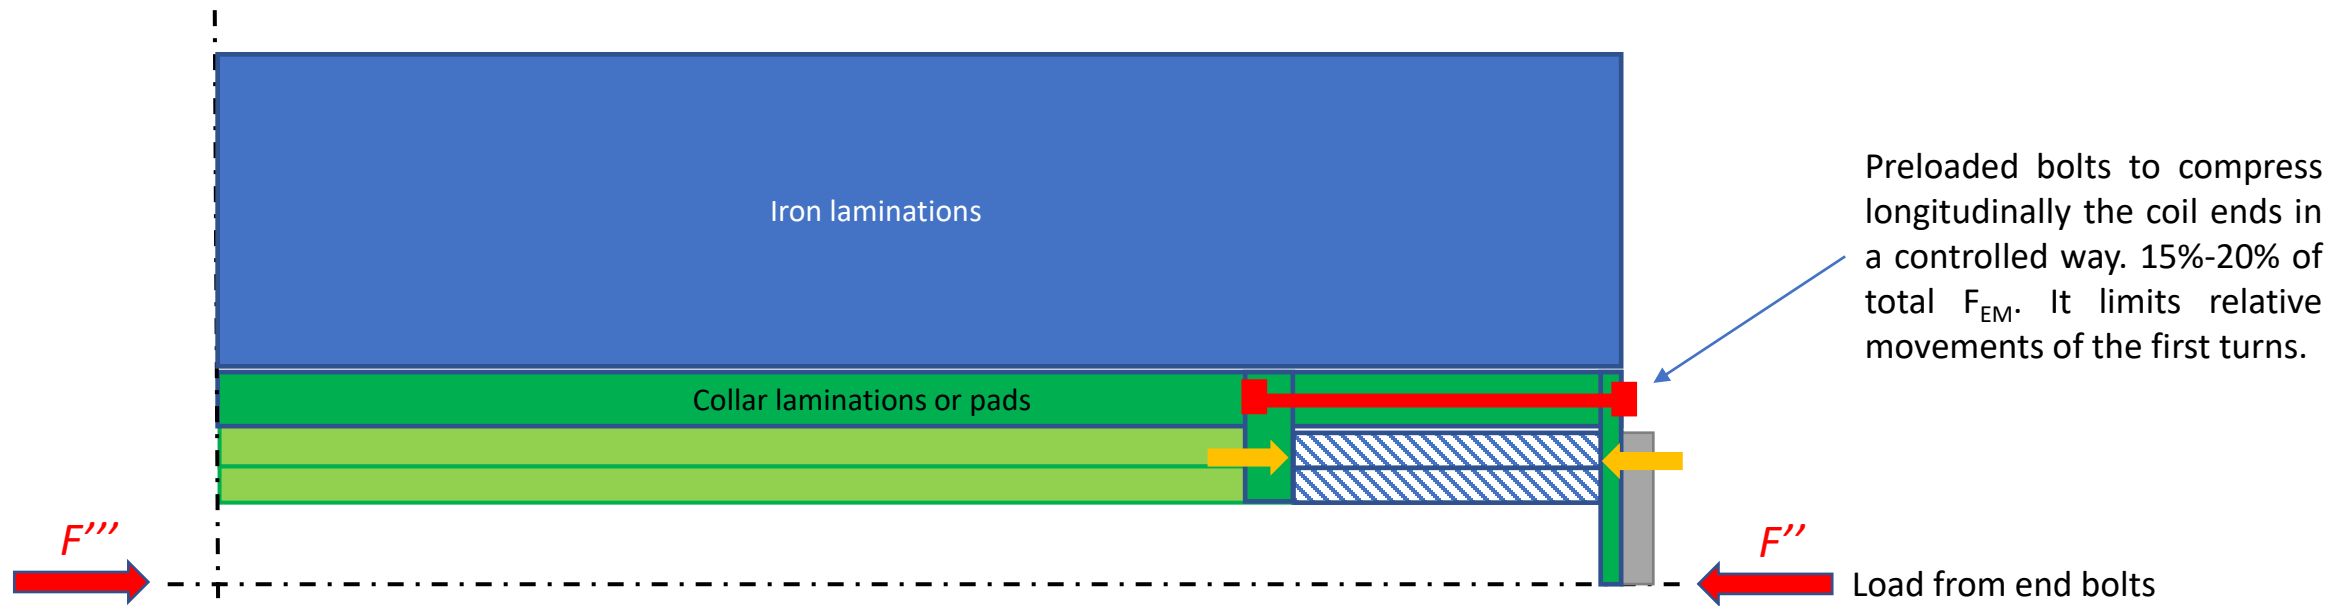 Iron laminations
Preloaded bolts to compress
longitudinally the coil ends in
a controlled way. 15%-20% of
total F_EM. It limits relative
movements of the first turns.
Collar laminations or pads
F’’’
F’’
Load from end bolts